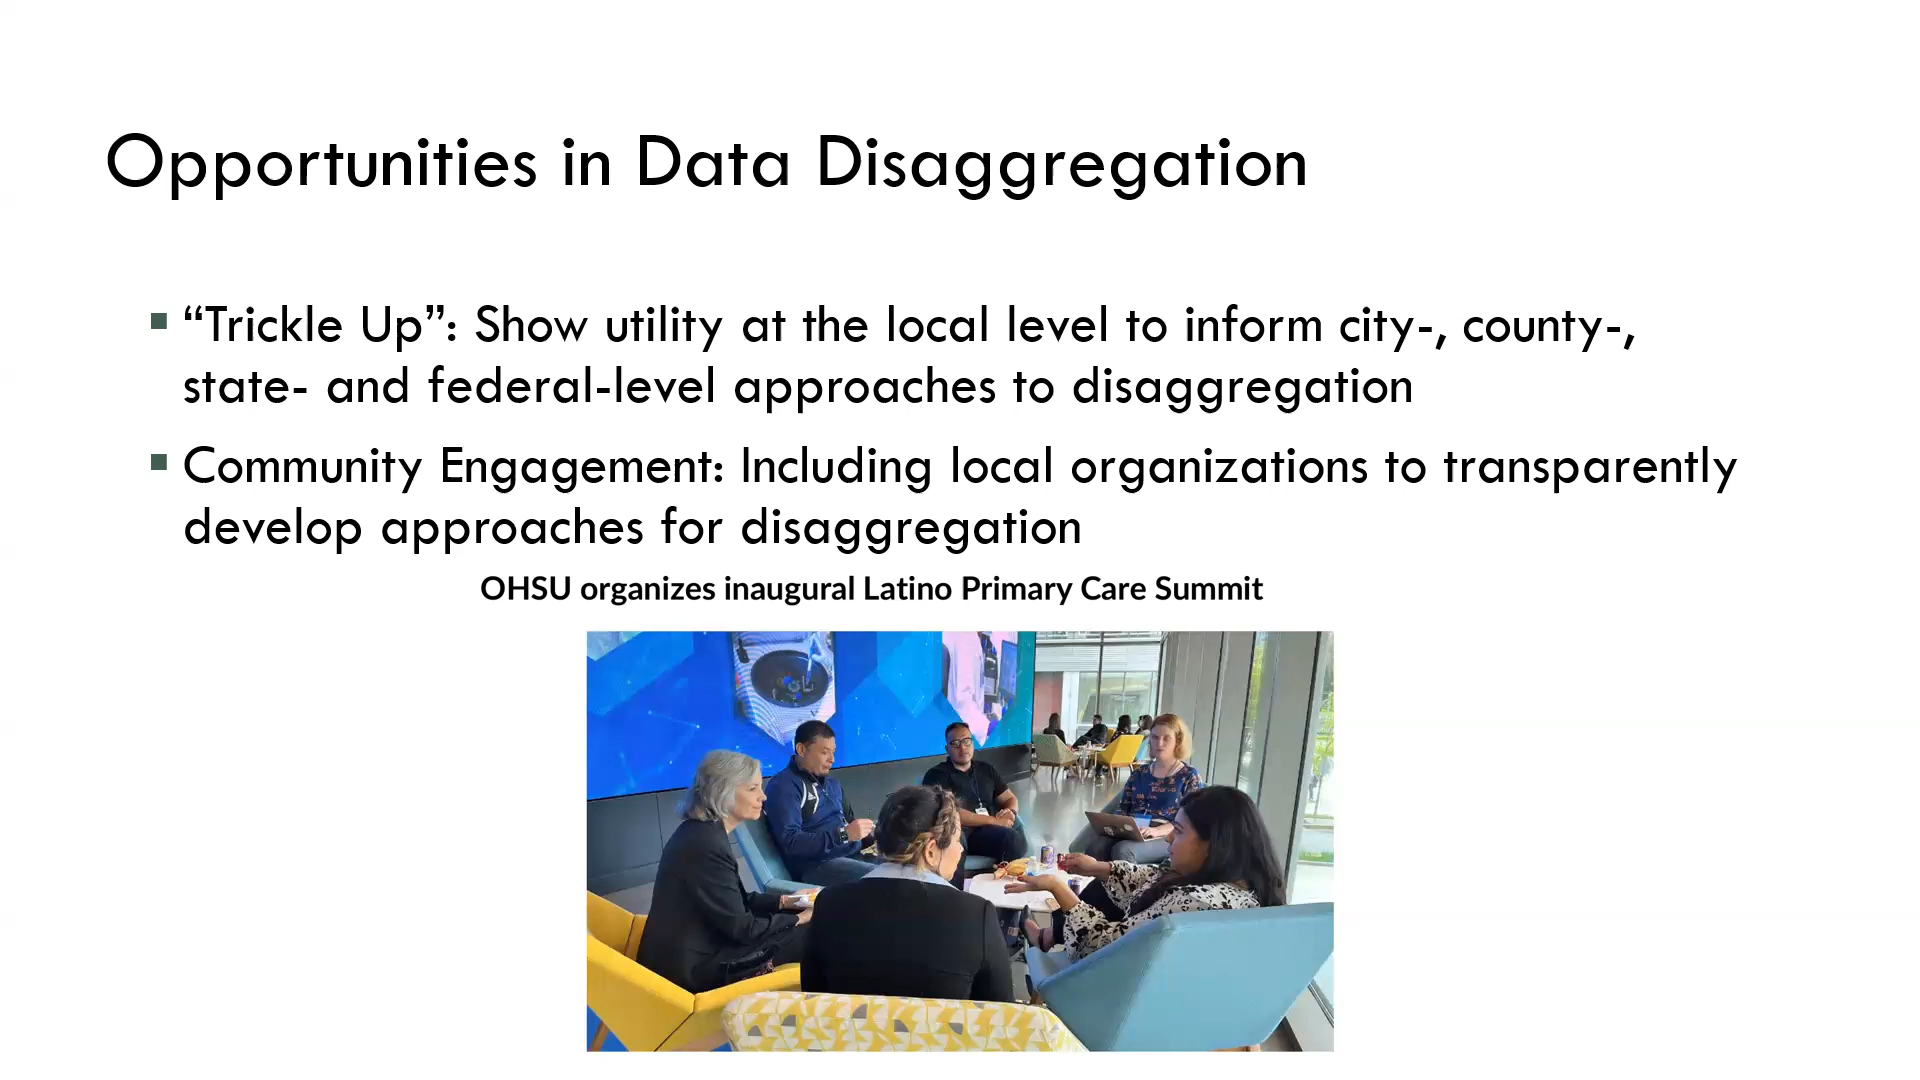 Opportunities in Data Disaggregation
“Trickle Up”: Show utility at the local level to inform city-, county-,
state- and federal-level approaches to disaggregation
Community Engagement: Including local organizations to transparently
develop approaches for disaggregation
OHSU organizes inaugural Latino Primary Care Summit